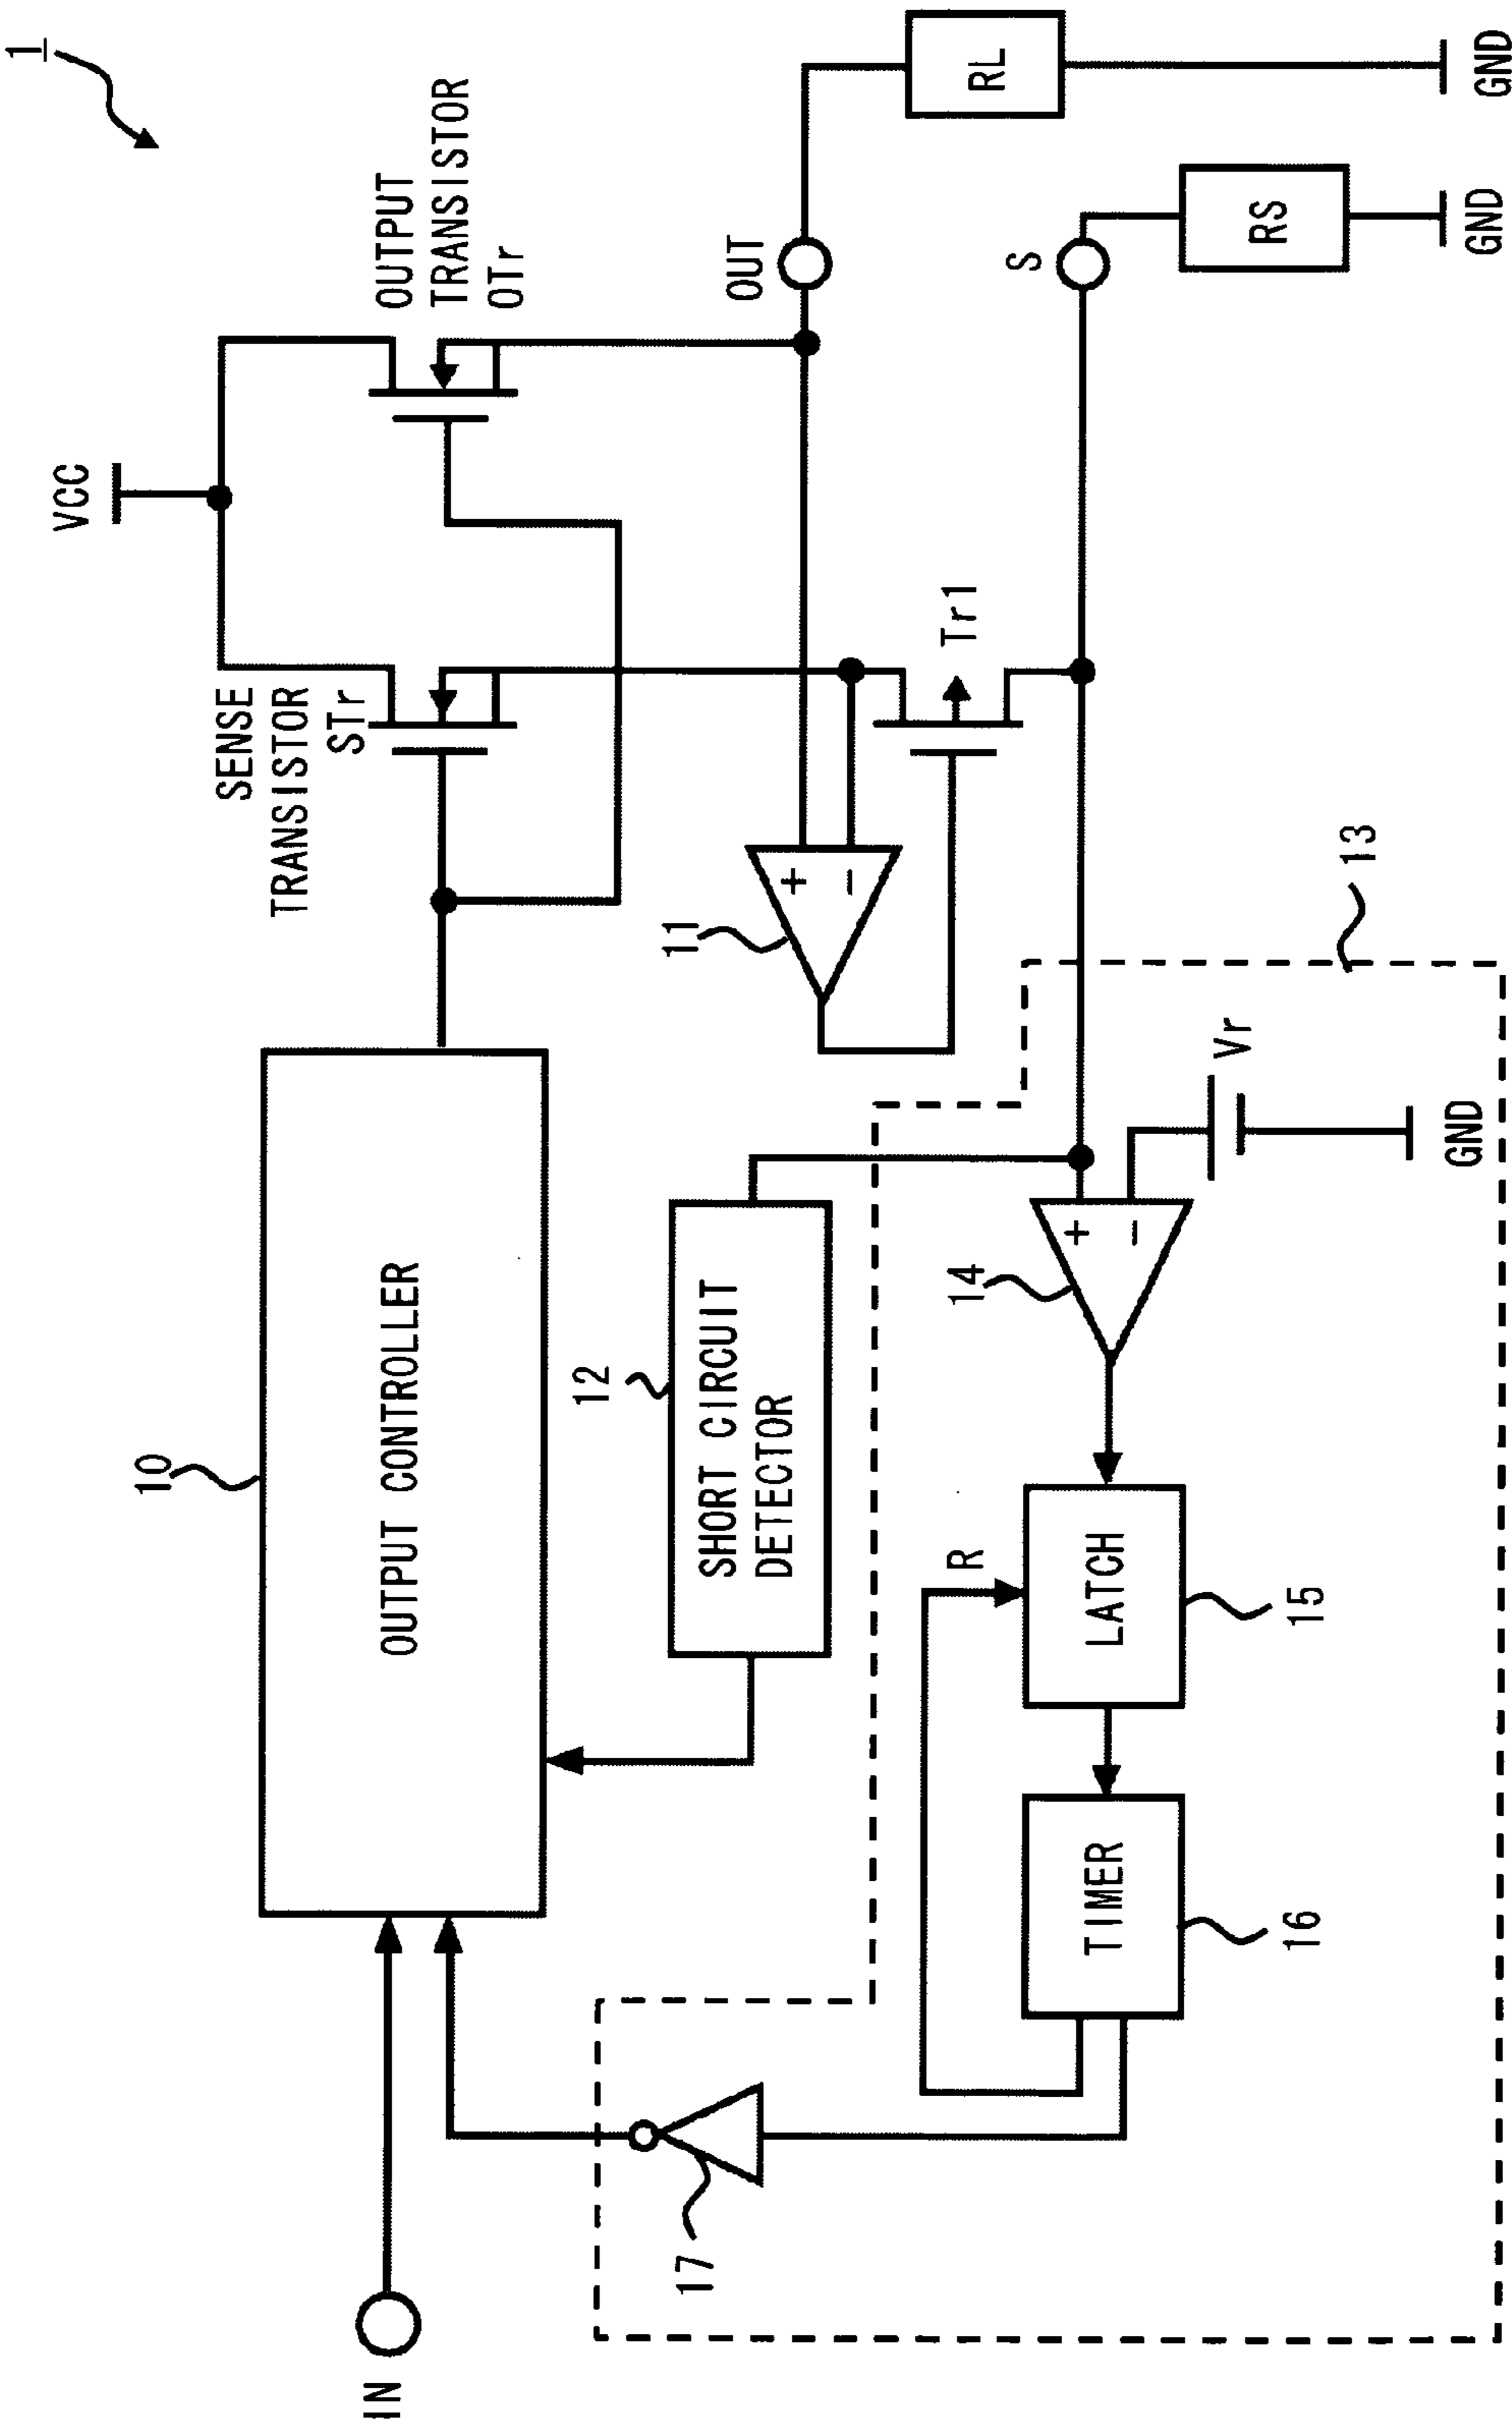 1
VCC
SENSE
TRANSISTOR
STr
OUTPUT
TRANSISTOR
OTr
10
OUTPUT CONTROLLER
IN
OUT
RL
GND
11
+
−
Tr1
S
RS
GND
12
SHORT CIRCUIT
DETECTOR
13
17
14
+
−
Vr
GND
R
LATCH
15
TIMER
16